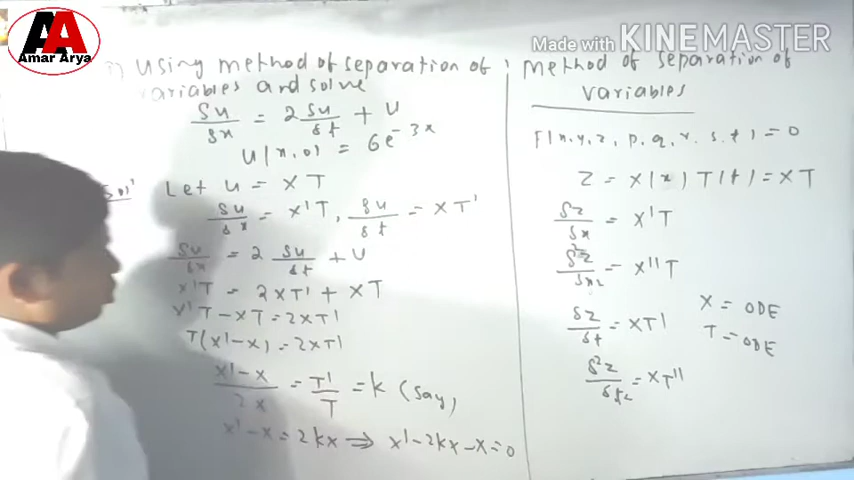 AA
Amar Arya
Made with KINEMASTER
Using method of separation of
variables and solve
δu/δx = 2 δu/δt + u
u(x,0) = 6e^-3x
Sol'
Let u = XT
δu/δx = X'T, δu/δt = XT'
δu/δx = 2 δu/δt + u
X'T = 2XT' + XT
X'T - XT = 2XT'
T(X'-X) = 2XT'
X'-X/2X = T'/T = K (Say)
X'-X = 2KX ⇒ X'-2KX-X=0
method of separation of
variables
F(x,y,z, p,q,r,s,t) = 0
Z = X(x) T(t) = XT
δz/δx = X'T
δ²z/δx² = X''T
δz/δt = XT'
X = ODE
T = ODE
δ²z/δt² = XT''